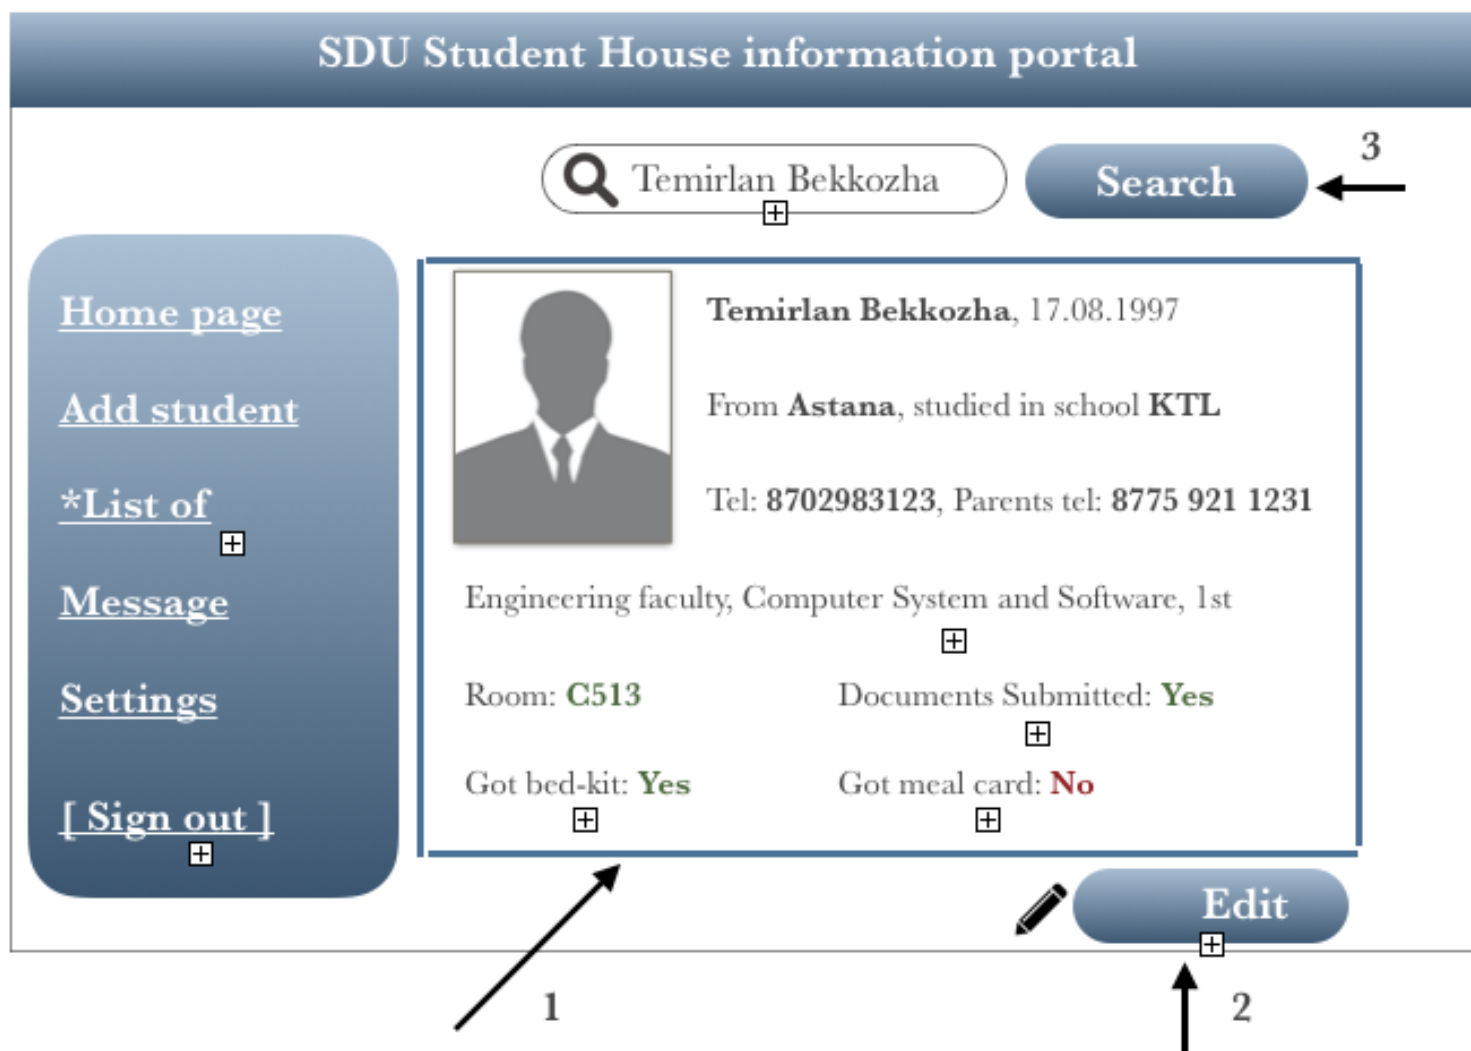 SDU Student House information portal
3
Temirlan Bekkozha
Search
Home page
Add student
*List of
Message
Settings
[ Sign out ]
Temirlan Bekkozha, 17.08.1997
From Astana, studied in school KTL
Tel: 8702983123, Parents tel: 8775 921 1231
Engineering faculty, Computer System and Software, 1st
Room: C513
Documents Submitted: Yes
Got bed-kit: Yes
Got meal card: No
Edit
1
2